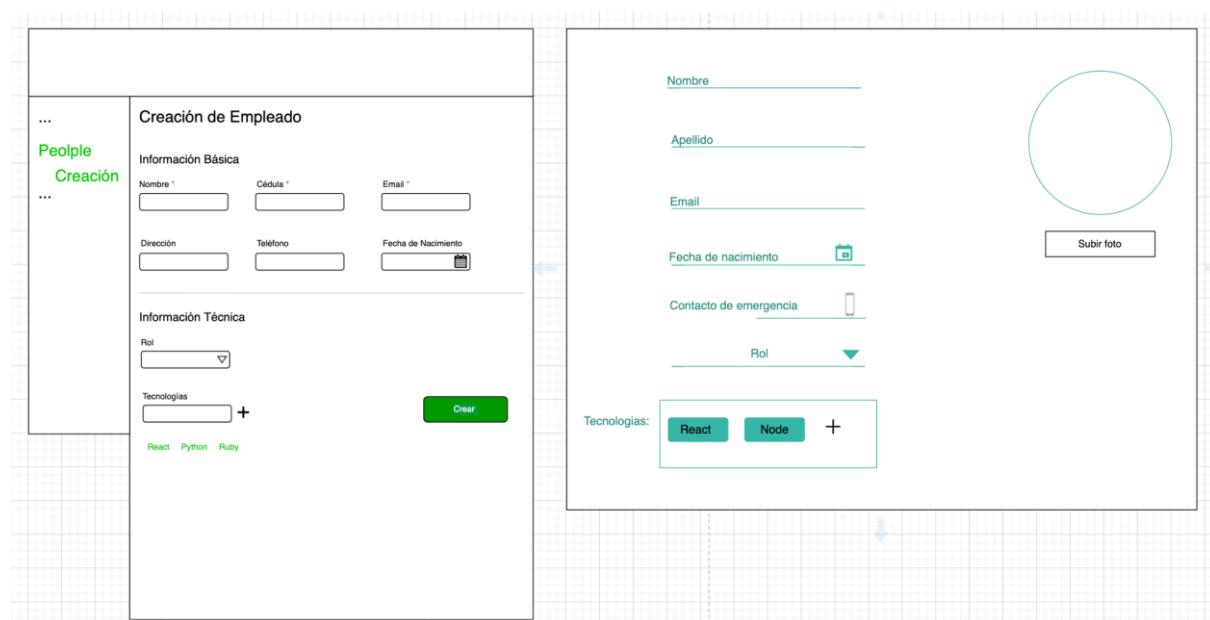 ...
Peolple
Creación
...
Creación de Empleado
Información Básica
Nombre * Cédula * Email *
Dirección Teléfono Fecha de Nacimiento
Información Técnica
Rol
Tecnologías
+
Crear
React Python Ruby
Nombre
Apellido
Email
Fecha de nacimiento
Contacto de emergencia
Rol
Tecnologias: React Node +
Subir foto